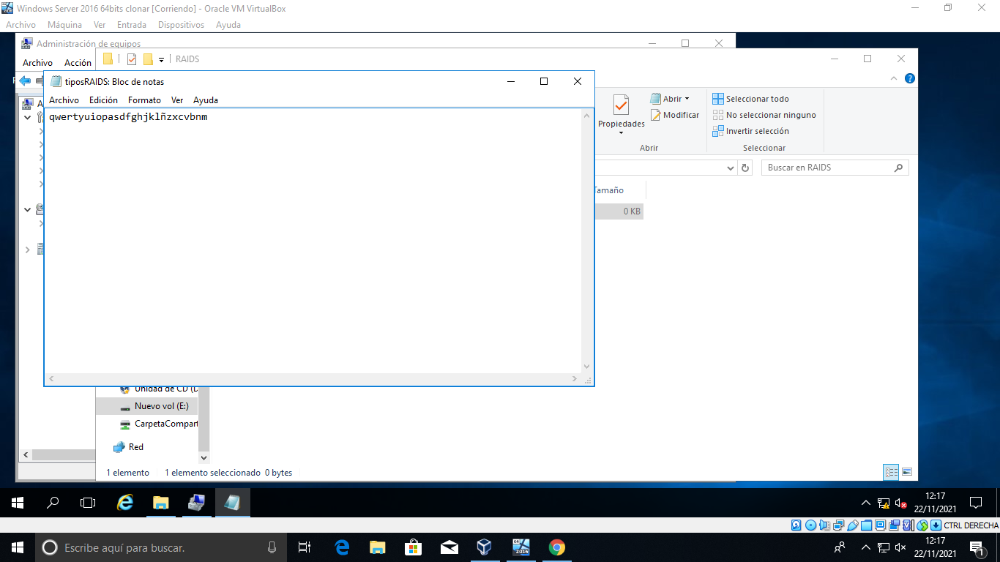 Windows Server 2016 64bits clonar [Corriendo] - Oracle VM VirtualBox
Archivo Máquina Ver Entrada Dispositivos Ayuda
Administración de equipos
Archivo Acción
RAIDS
tiposRAIDS: Bloc de notas
Archivo Edición Formato Ver Ayuda
qwertyuiopasdfghjklñzxcvbnm
Propiedades
Abrir
Modificar
Abrir
Seleccionar todo
No seleccionar ninguno
Invertir selección
Seleccionar
Buscar en RAIDS
Tamaño
0 KB
Unidad de CD (D
Nuevo vol (E:)
CarpetaCompart
Red
1 elemento 1 elemento seleccionado 0 bytes
12:17
22/11/2021
CTRL DERECHA
Escribe aquí para buscar.
2016
12:17
22/11/2021
1